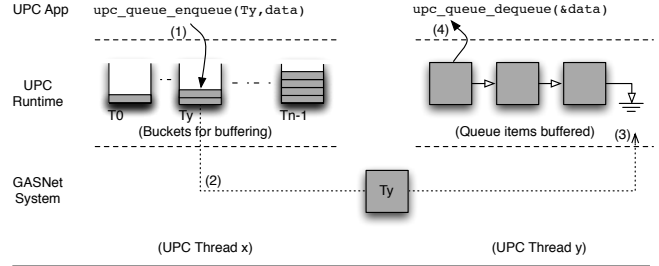 UPC App
upc_queue_enqueue(Ty,data)
upc_queue_dequeue(&data)
(1)
(4)
UPC
Runtime
T0
Ty
Tn-1
(Buckets for buffering)
(Queue items buffered)
(3)
GASNet
System
(2)
Ty
(UPC Thread x)
(UPC Thread y)